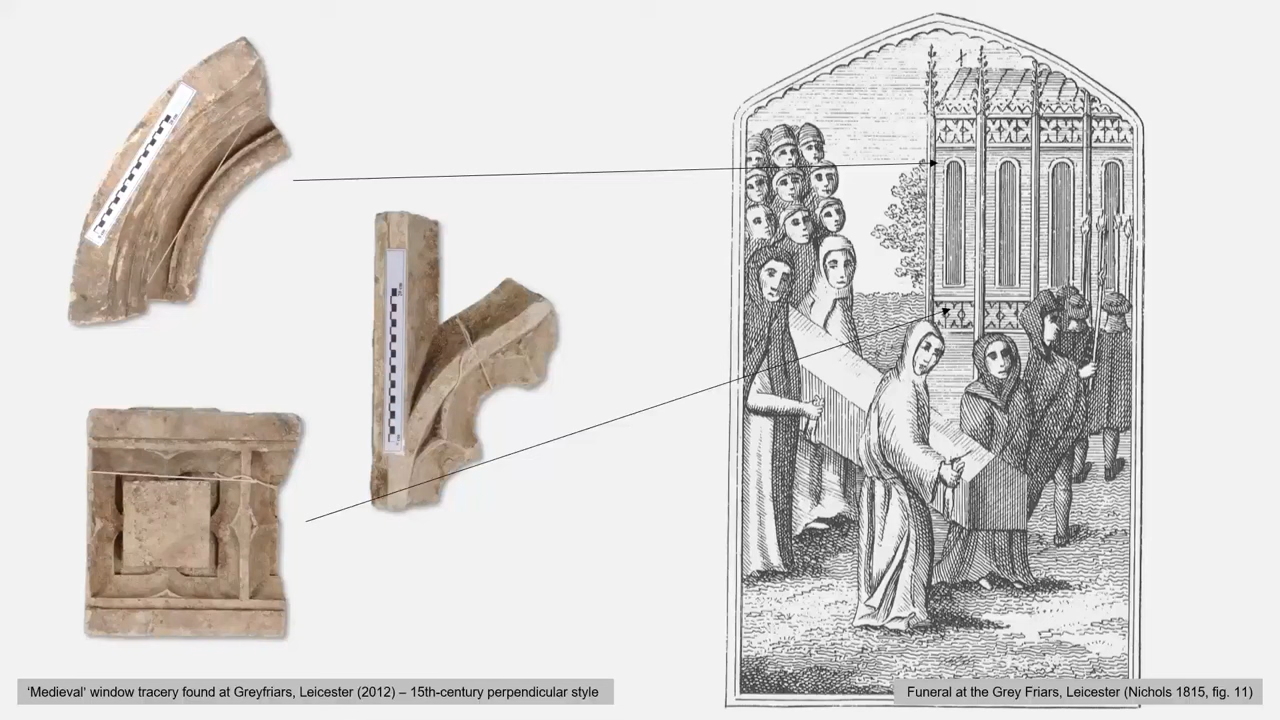 ‘Medieval’ window tracery found at Greyfriars, Leicester (2012) – 15th-century perpendicular style
Funeral at the Grey Friars, Leicester (Nichols 1815, fig. 11)